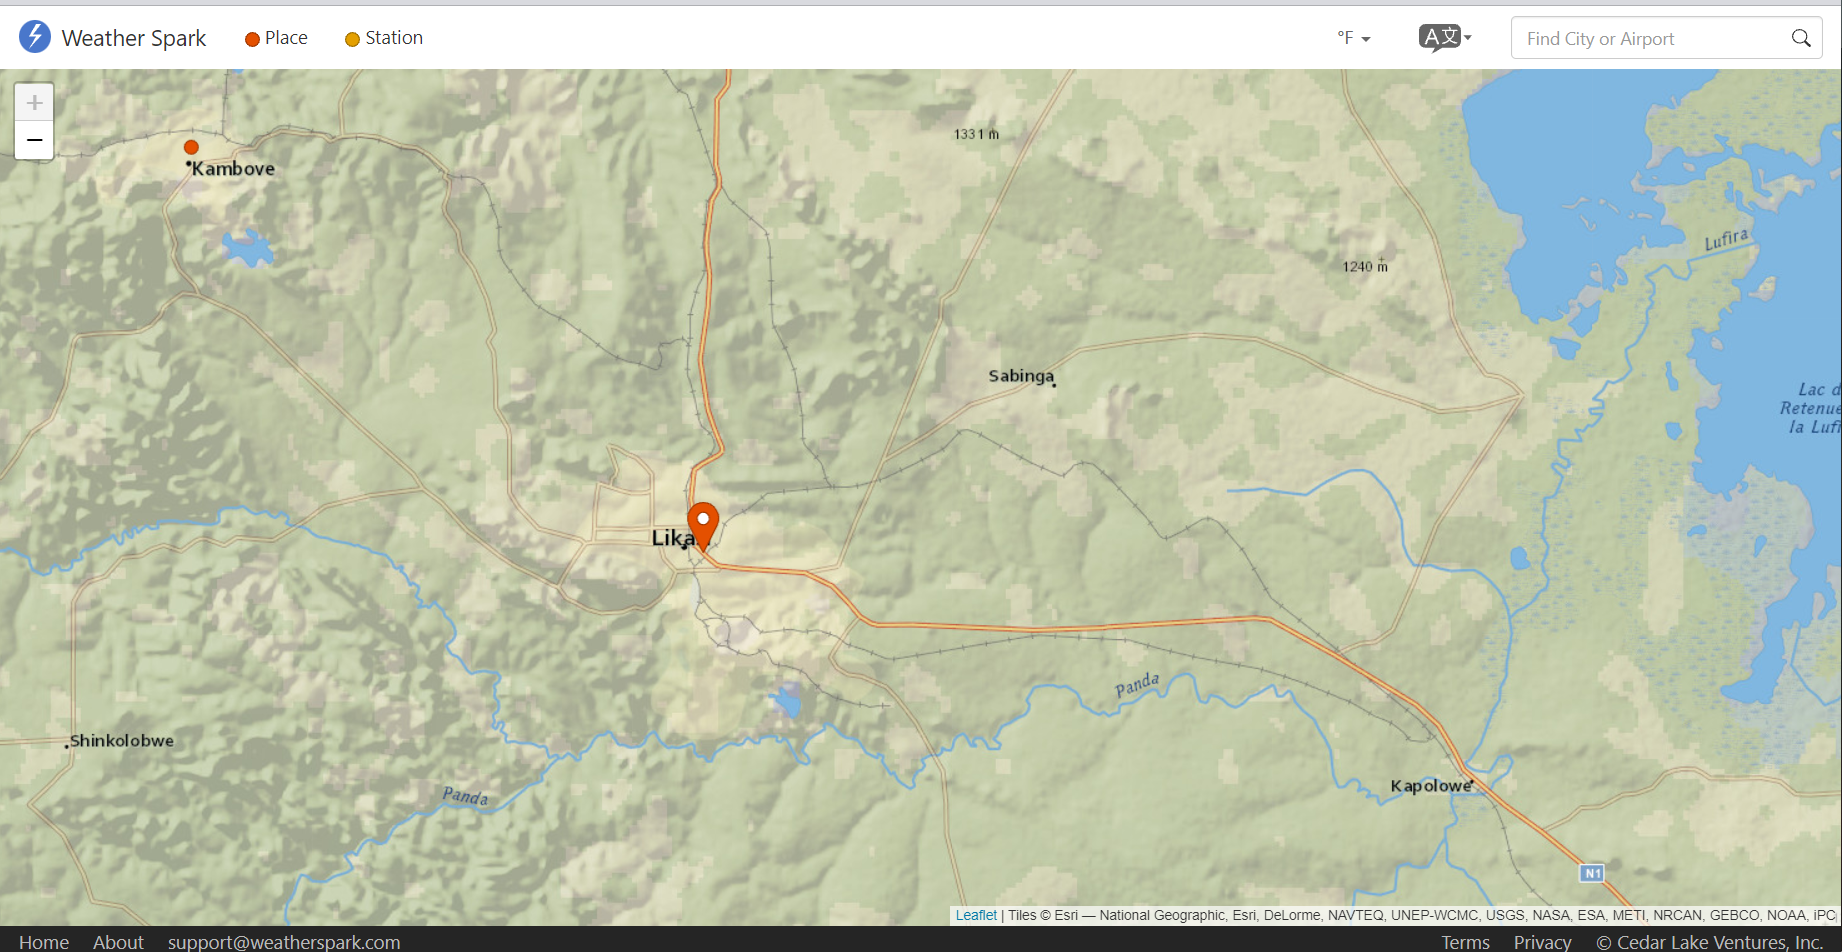 Weather Spark
Place
Station
°F
A文
Find City or Airport
+
−
1331 m
Kambove
Lufira
1240 m
Sabinga
Lac d
Retenue
la Lufi
Lika
Panda
Shinkolobwe
Panda
Kapolowe
N1
Leaflet | Tiles © Esri — National Geographic, Esri, DeLorme, NAVTEQ, UNEP-WCMC, USGS, NASA, ESA, METI, NRCAN, GEBCO, NOAA, iPC
Home About support@weatherspark.com Terms Privacy © Cedar Lake Ventures, Inc.